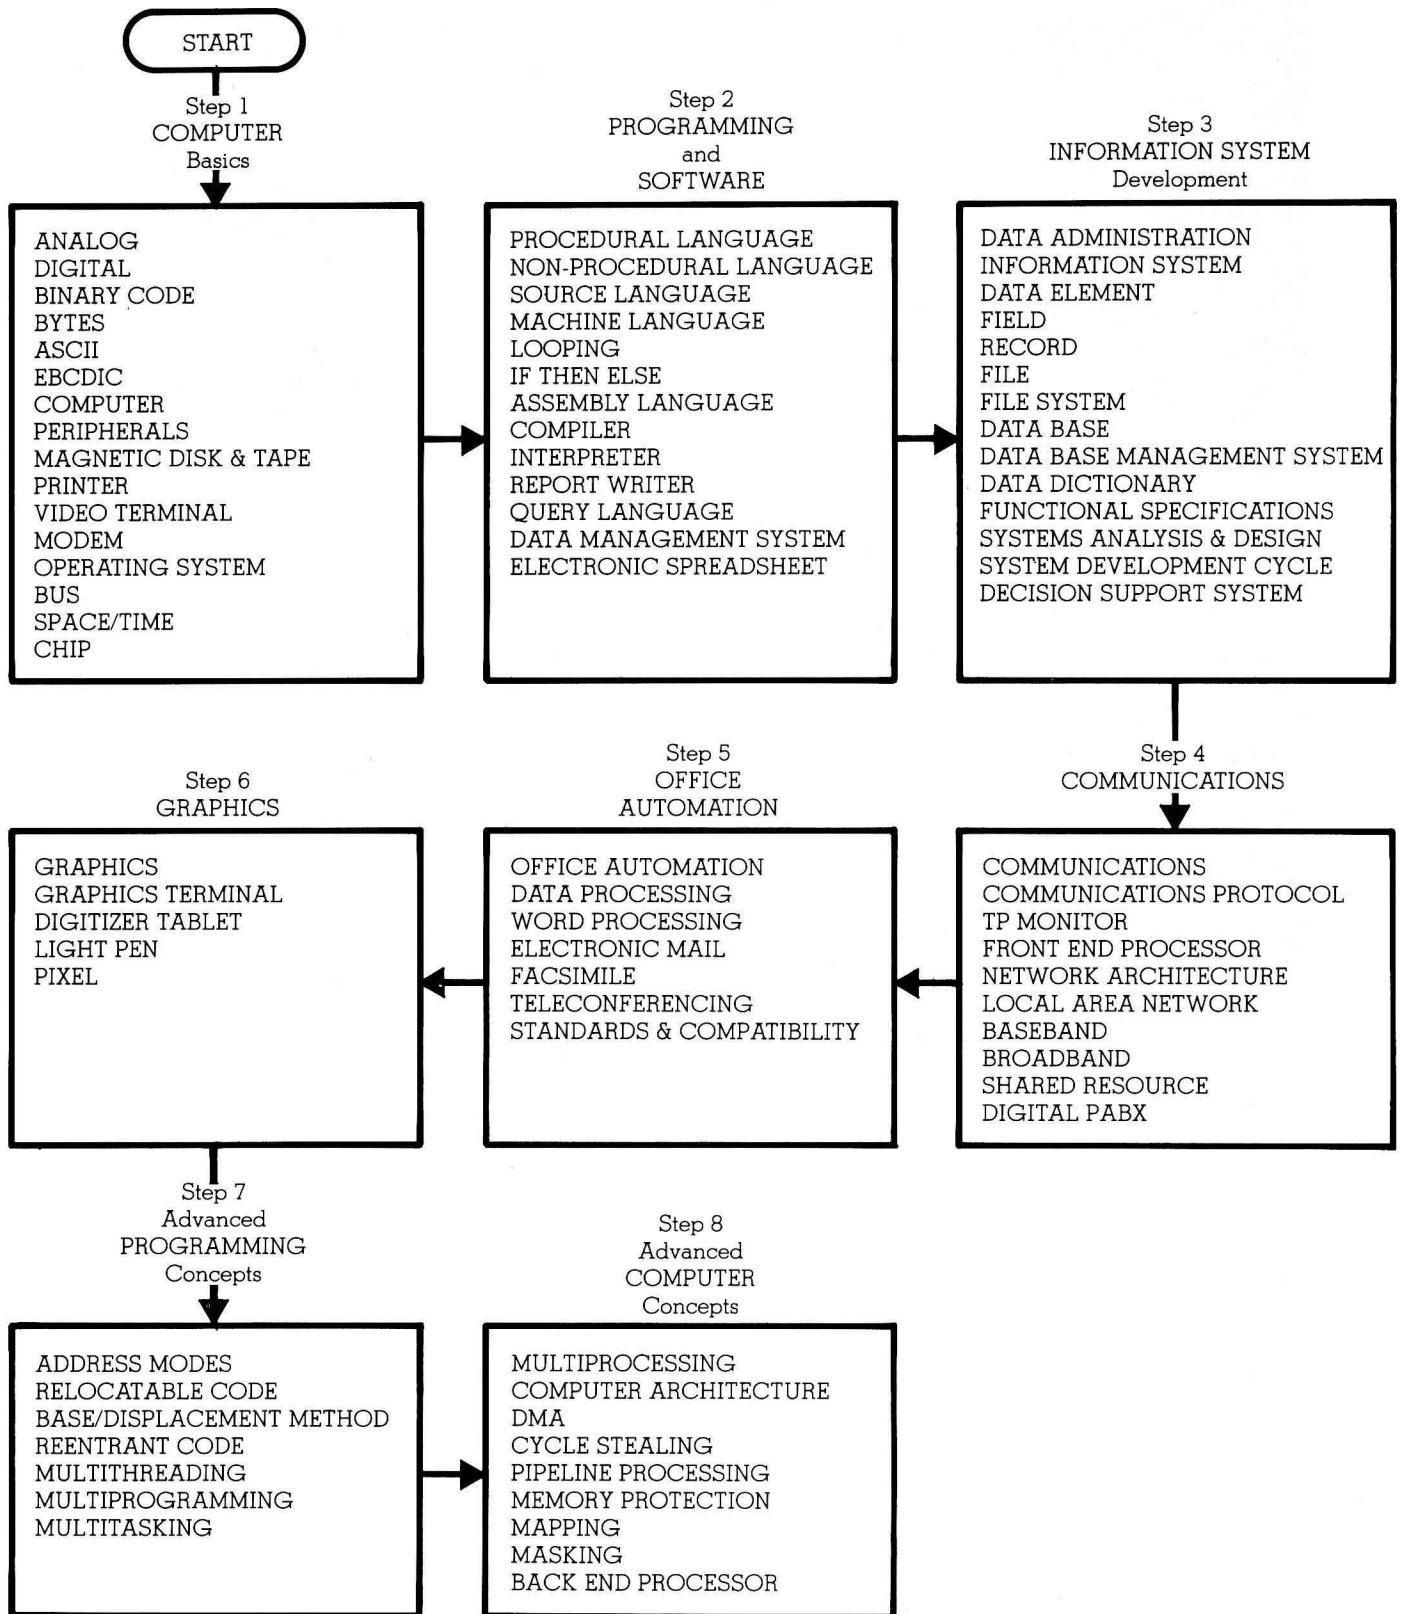 START
Step 1
COMPUTER
Basics
ANALOG
DIGITAL
BINARY CODE
BYTES
ASCII
EBCDIC
COMPUTER
PERIPHERALS
MAGNETIC DISK & TAPE
PRINTER
VIDEO TERMINAL
MODEM
OPERATING SYSTEM
BUS
SPACE/TIME
CHIP
Step 2
PROGRAMMING
and
SOFTWARE
PROCEDURAL LANGUAGE
NON-PROCEDURAL LANGUAGE
SOURCE LANGUAGE
MACHINE LANGUAGE
LOOPING
IF THEN ELSE
ASSEMBLY LANGUAGE
COMPILER
INTERPRETER
REPORT WRITER
QUERY LANGUAGE
DATA MANAGEMENT SYSTEM
ELECTRONIC SPREADSHEET
Step 3
INFORMATION SYSTEM
Development
DATA ADMINISTRATION
INFORMATION SYSTEM
DATA ELEMENT
FIELD
RECORD
FILE
FILE SYSTEM
DATA BASE
DATA BASE MANAGEMENT SYSTEM
DATA DICTIONARY
FUNCTIONAL SPECIFICATIONS
SYSTEMS ANALYSIS & DESIGN
SYSTEM DEVELOPMENT CYCLE
DECISION SUPPORT SYSTEM
Step 4
COMMUNICATIONS
COMMUNICATIONS
COMMUNICATIONS PROTOCOL
TP MONITOR
FRONT END PROCESSOR
NETWORK ARCHITECTURE
LOCAL AREA NETWORK
BASEBAND
BROADBAND
SHARED RESOURCE
DIGITAL PABX
Step 5
OFFICE
AUTOMATION
OFFICE AUTOMATION
DATA PROCESSING
WORD PROCESSING
ELECTRONIC MAIL
FACSIMILE
TELECONFERENCING
STANDARDS & COMPATIBILITY
Step 6
GRAPHICS
GRAPHICS
GRAPHICS TERMINAL
DIGITIZER TABLET
LIGHT PEN
PIXEL
Step 7
Advanced
PROGRAMMING
Concepts
ADDRESS MODES
RELOCATABLE CODE
BASE/DISPLACEMENT METHOD
REENTRANT CODE
MULTITHREADING
MULTIPROGRAMMING
MULTITASKING
Step 8
Advanced
COMPUTER
Concepts
MULTIPROCESSING
COMPUTER ARCHITECTURE
DMA
CYCLE STEALING
PIPELINE PROCESSING
MEMORY PROTECTION
MAPPING
MASKING
BACK END PROCESSOR